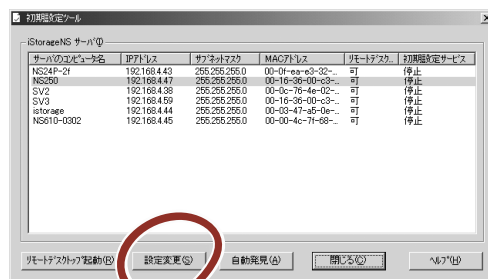 初期設定ツール
iStorageNS サーバ(I)
サーバのコンピュータ名 IPアドレス サブネットマスク MACアドレス リモートデスク... 初期設定サービス
NS24P-2f 192.168.4.43 255.255.255.0 00-0f-ea-e3-32-... 可 停止
NS250 192.168.4.47 255.255.255.0 00-16-36-00-c3-... 可 停止
SV2 192.168.4.38 255.255.255.0 00-0c-76-4e-02-... 可 停止
SV3 192.168.4.59 255.255.255.0 00-16-36-00-c3-... 可 停止
istorage 192.168.4.44 255.255.255.0 00-03-47-a5-0e-... 可 停止
NS610-0302 192.168.4.45 255.255.255.0 00-00-4c-7f-68-... 可 停止
リモートデスクトップ起動(R) 設定変更(S) 自動発見(A) 閉じる(C) ヘルプ(H)